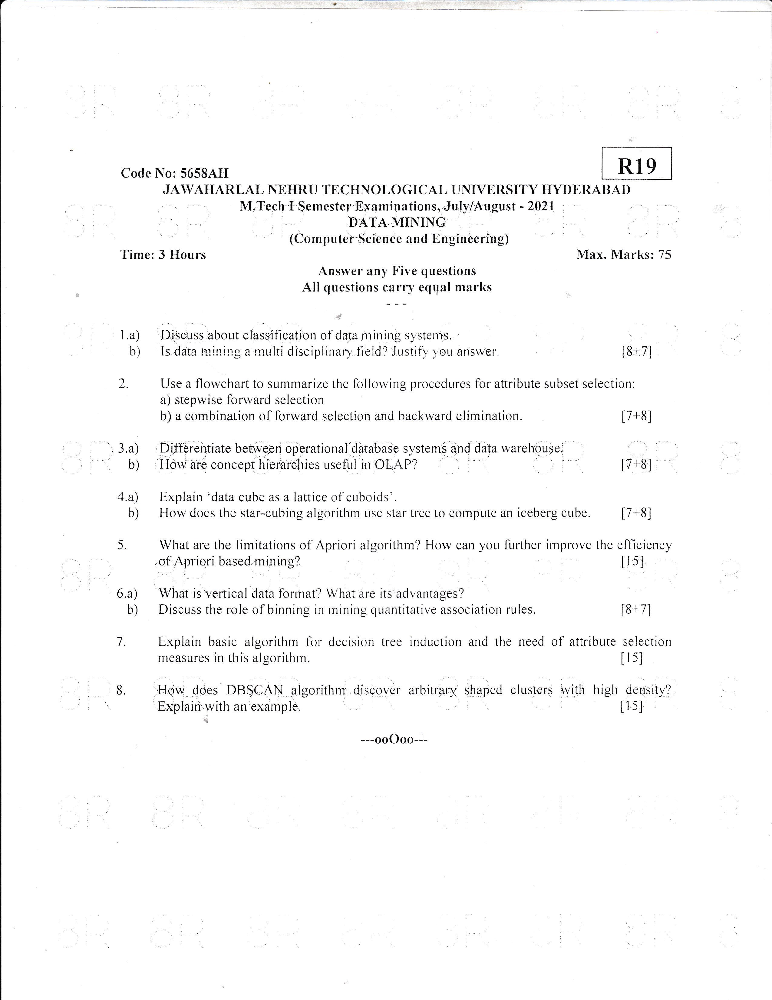 R19
Code No: 5658AH
JAWAHARLAL NEHRU TECHNOLOGICAL UNIVERSITY HYDERABAD
M.Tech I Semester Examinations, July/August - 2021
DATA MINING
(Computer Science and Engineering)
Time: 3 Hours Max. Marks: 75
Answer any Five questions
All questions carry equal marks
- - -
1.a) Discuss about classification of data mining systems.
b) Is data mining a multi disciplinary field? Justify you answer. [8+7]
2. Use a flowchart to summarize the following procedures for attribute subset selection:
a) stepwise forward selection
b) a combination of forward selection and backward elimination. [7+8]
3.a) Differentiate between operational database systems and data warehouse.
b) How are concept hierarchies useful in OLAP? [7+8]
4.a) Explain ‘data cube as a lattice of cuboids’.
b) How does the star-cubing algorithm use star tree to compute an iceberg cube. [7+8]
5. What are the limitations of Apriori algorithm? How can you further improve the efficiency
of Apriori based mining? [15]
6.a) What is vertical data format? What are its advantages?
b) Discuss the role of binning in mining quantitative association rules. [8+7]
7. Explain basic algorithm for decision tree induction and the need of attribute selection
measures in this algorithm. [15]
8. How does DBSCAN algorithm discover arbitrary shaped clusters with high density?
Explain with an example. [15]
---ooOoo---